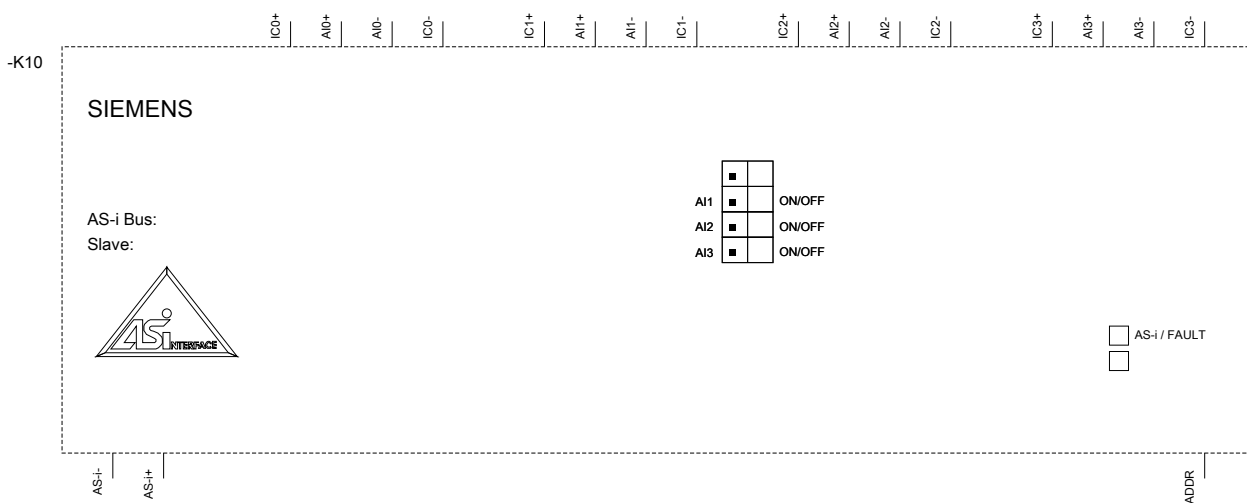 IC0+ AI0+ AI0- IC0- IC1+ AI1+ AI1- IC1- IC2+ AI2+ AI2- IC2- IC3+ AI3+ AI3- IC3-
-K10
SIEMENS
AI1 ON/OFF
AI2 ON/OFF
AI3 ON/OFF
AS-i Bus:
Slave:
ASi INTERFACE
AS-i / FAULT
AS-i- AS-i+ ADDR